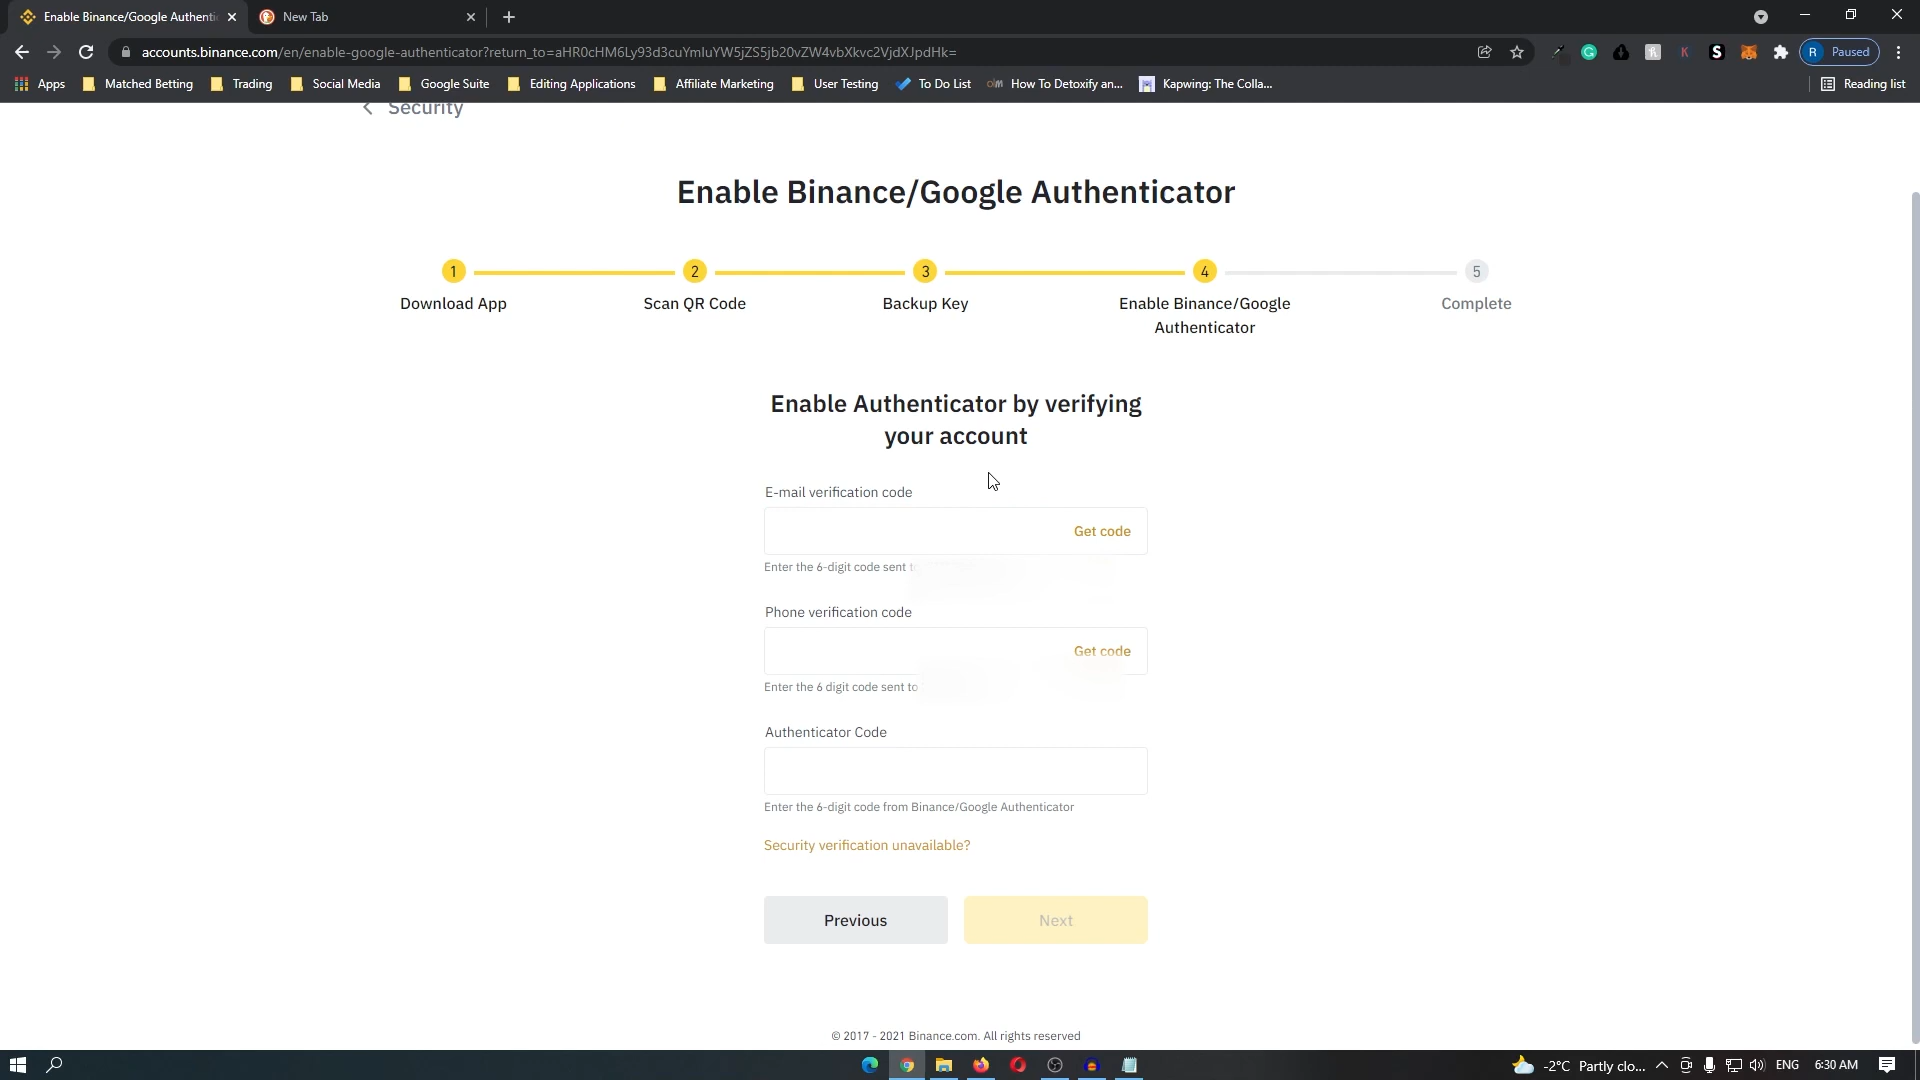 Enable Binance/Google Authenti
New Tab
accounts.binance.com/en/enable-google-authenticator?return_to=aHR0cHM6Ly93d3cuYmluYW5jZS5jb20vZW4vbXkvc2VjdXJpdHk=
R Paused
Apps Matched Betting Trading Social Media Google Suite Editing Applications Affiliate Marketing User Testing To Do List How To Detoxify an... Kapwing: The Colla... Reading list
Security
Enable Binance/Google Authenticator
1 2 3 4 5
Download App Scan QR Code Backup Key Enable Binance/Google Complete
Authenticator
Enable Authenticator by verifying
your account
E-mail verification code
Get code
Enter the 6-digit code sent to
Phone verification code
Get code
Enter the 6 digit code sent to
Authenticator Code
Enter the 6-digit code from Binance/Google Authenticator
Security verification unavailable?
Previous Next
© 2017 - 2021 Binance.com. All rights reserved
-2°C Partly clo... ENG 6:30 AM